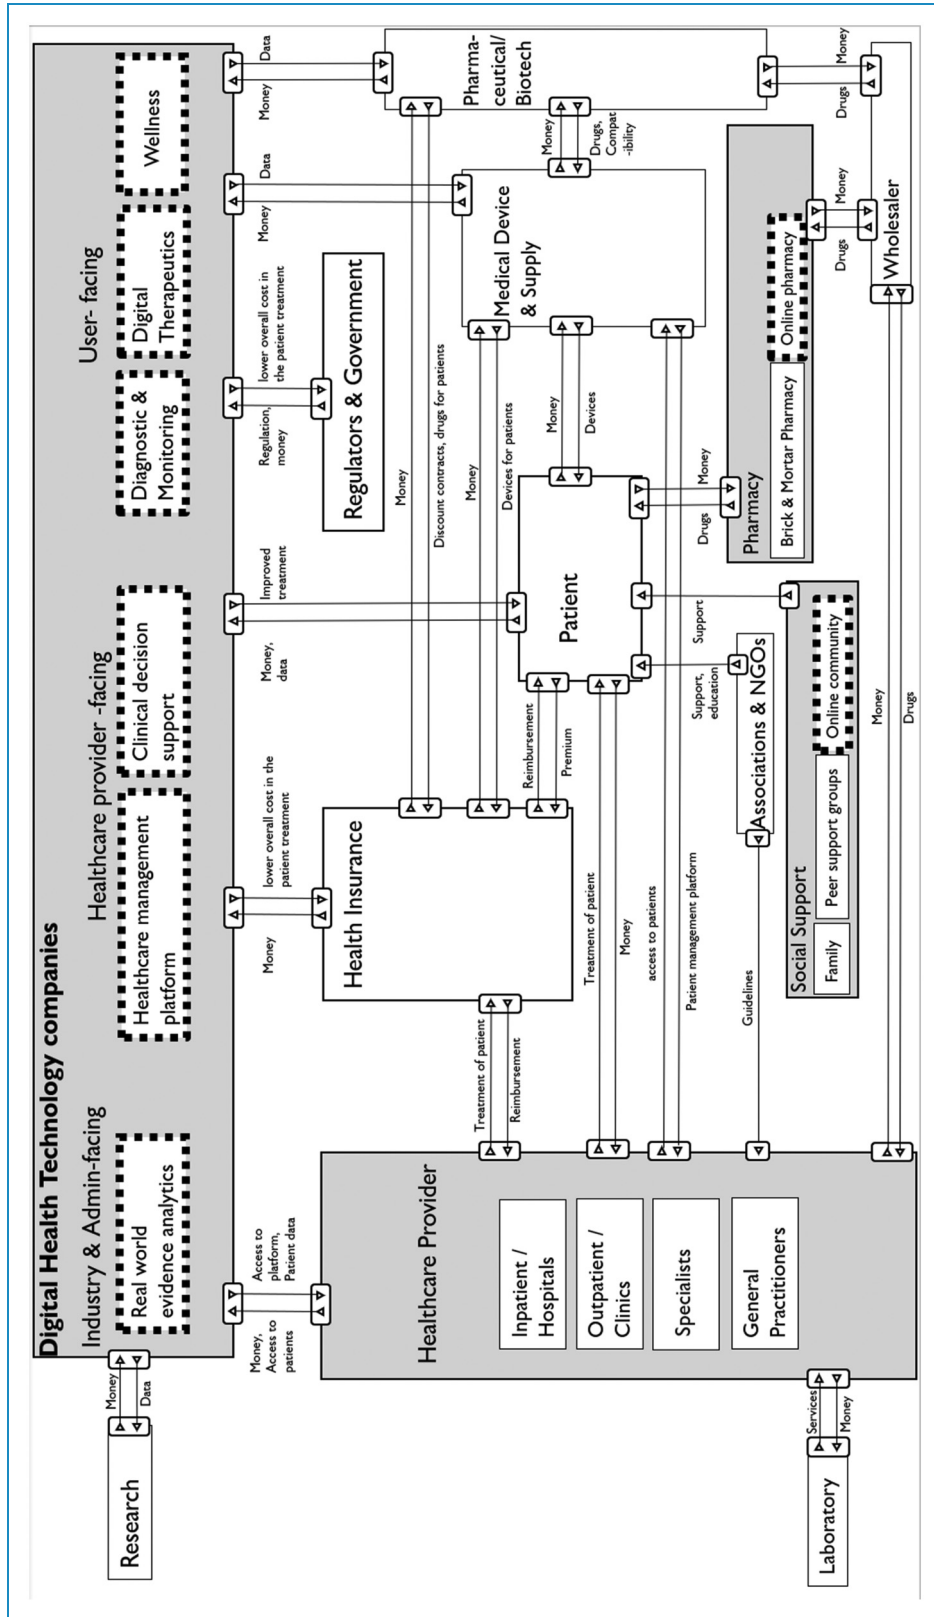 Digital Health Technology companies
Industry & Admin-facing
Healthcare provider -facing
User- facing
Real world
evidence analytics
Healthcare management
platform
Clinical decision
support
Diagnostic &
Monitoring
Digital
Therapeutics
Wellness
Research
Money
Data
Money,
Access to
patients
Access to
platform,
Patient data
Money
lower overall cost in the
patient treatment
Money,
data
Improved
treatment
Regulation,
money
lower overall cost in
the patient treatment
Money
Data
Money
Data
Regulators & Government
Health Insurance
Money
Discount contracts, drugs for patients
Money
Devices for patients
Reimbursement
Premium
Treatment of patient
Reimbursement
Pharma-
ceutical/
Biotech
Money
Drugs,
Compat
-ibility
Medical Device
& Supply
Money
Devices
Patient
Healthcare Provider
Inpatient /
Hospitals
Outpatient /
Clinics
Specialists
General
Practitioners
Treatment of patient
Money
access to patients
Patient management platform
Guidelines
Support,
education
Support
Drugs
Money
Associations & NGOs
Social Support
Family
Peer support groups
Online community
Pharmacy
Brick & Mortar Pharmacy
Online pharmacy
Drugs
Money
Drugs
Money
Wholesaler
Money
Drugs
Laboratory
Services
Money